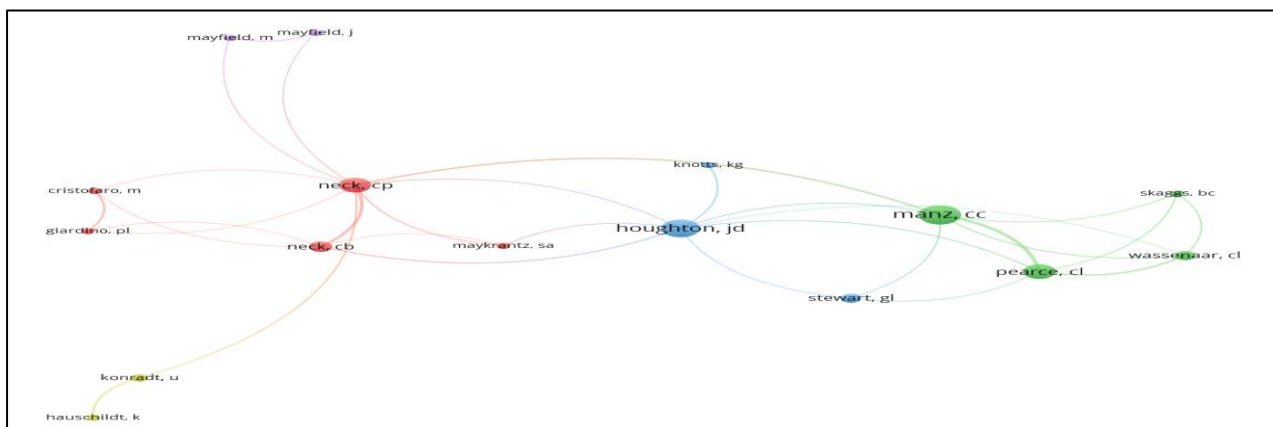 mayfield, m
mayfield, j
knotts, kg
cristofaro, m
neck, cp
skaggs, bc
manz, cc
giardino, pl
neck, cb
maykrantz, sa
houghton, jd
wassenaar, cl
pearce, cl
stewart, gl
konradt, u
hauschildt, k